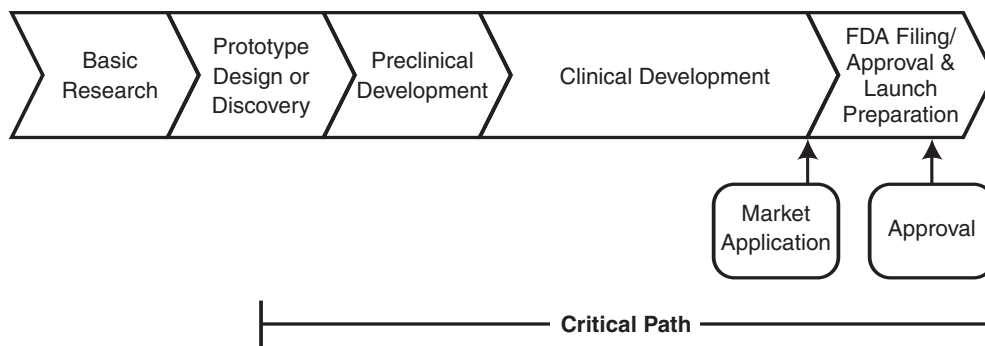 Basic
Research
Prototype
Design or
Discovery
Preclinical
Development
Clinical Development
FDA Filing/
Approval &
Launch
Preparation
Market
Application
Approval
Critical Path